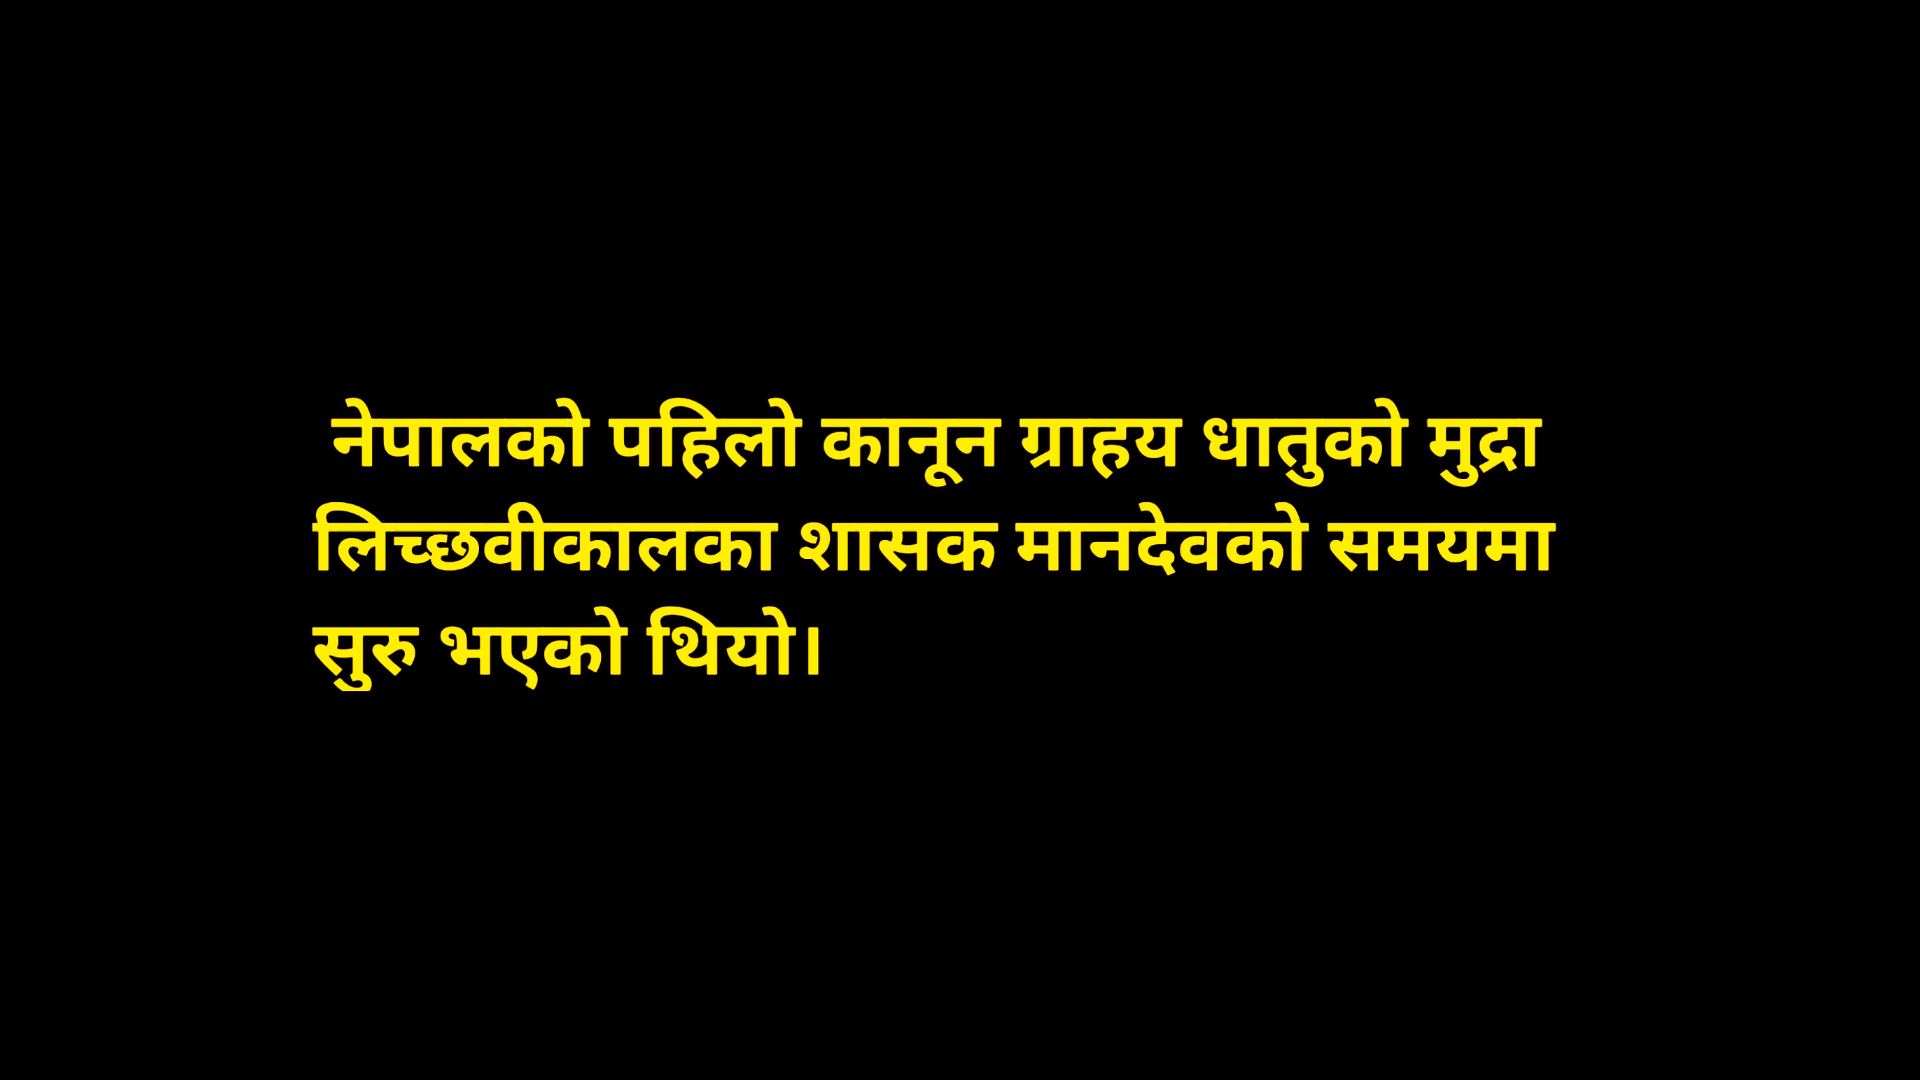 नेपालको पहिलो कानून ग्राहय धातुको मुद्रा
लिच्छवीकालका शासक मानदेवको समयमा
सुरु भएको थियो।